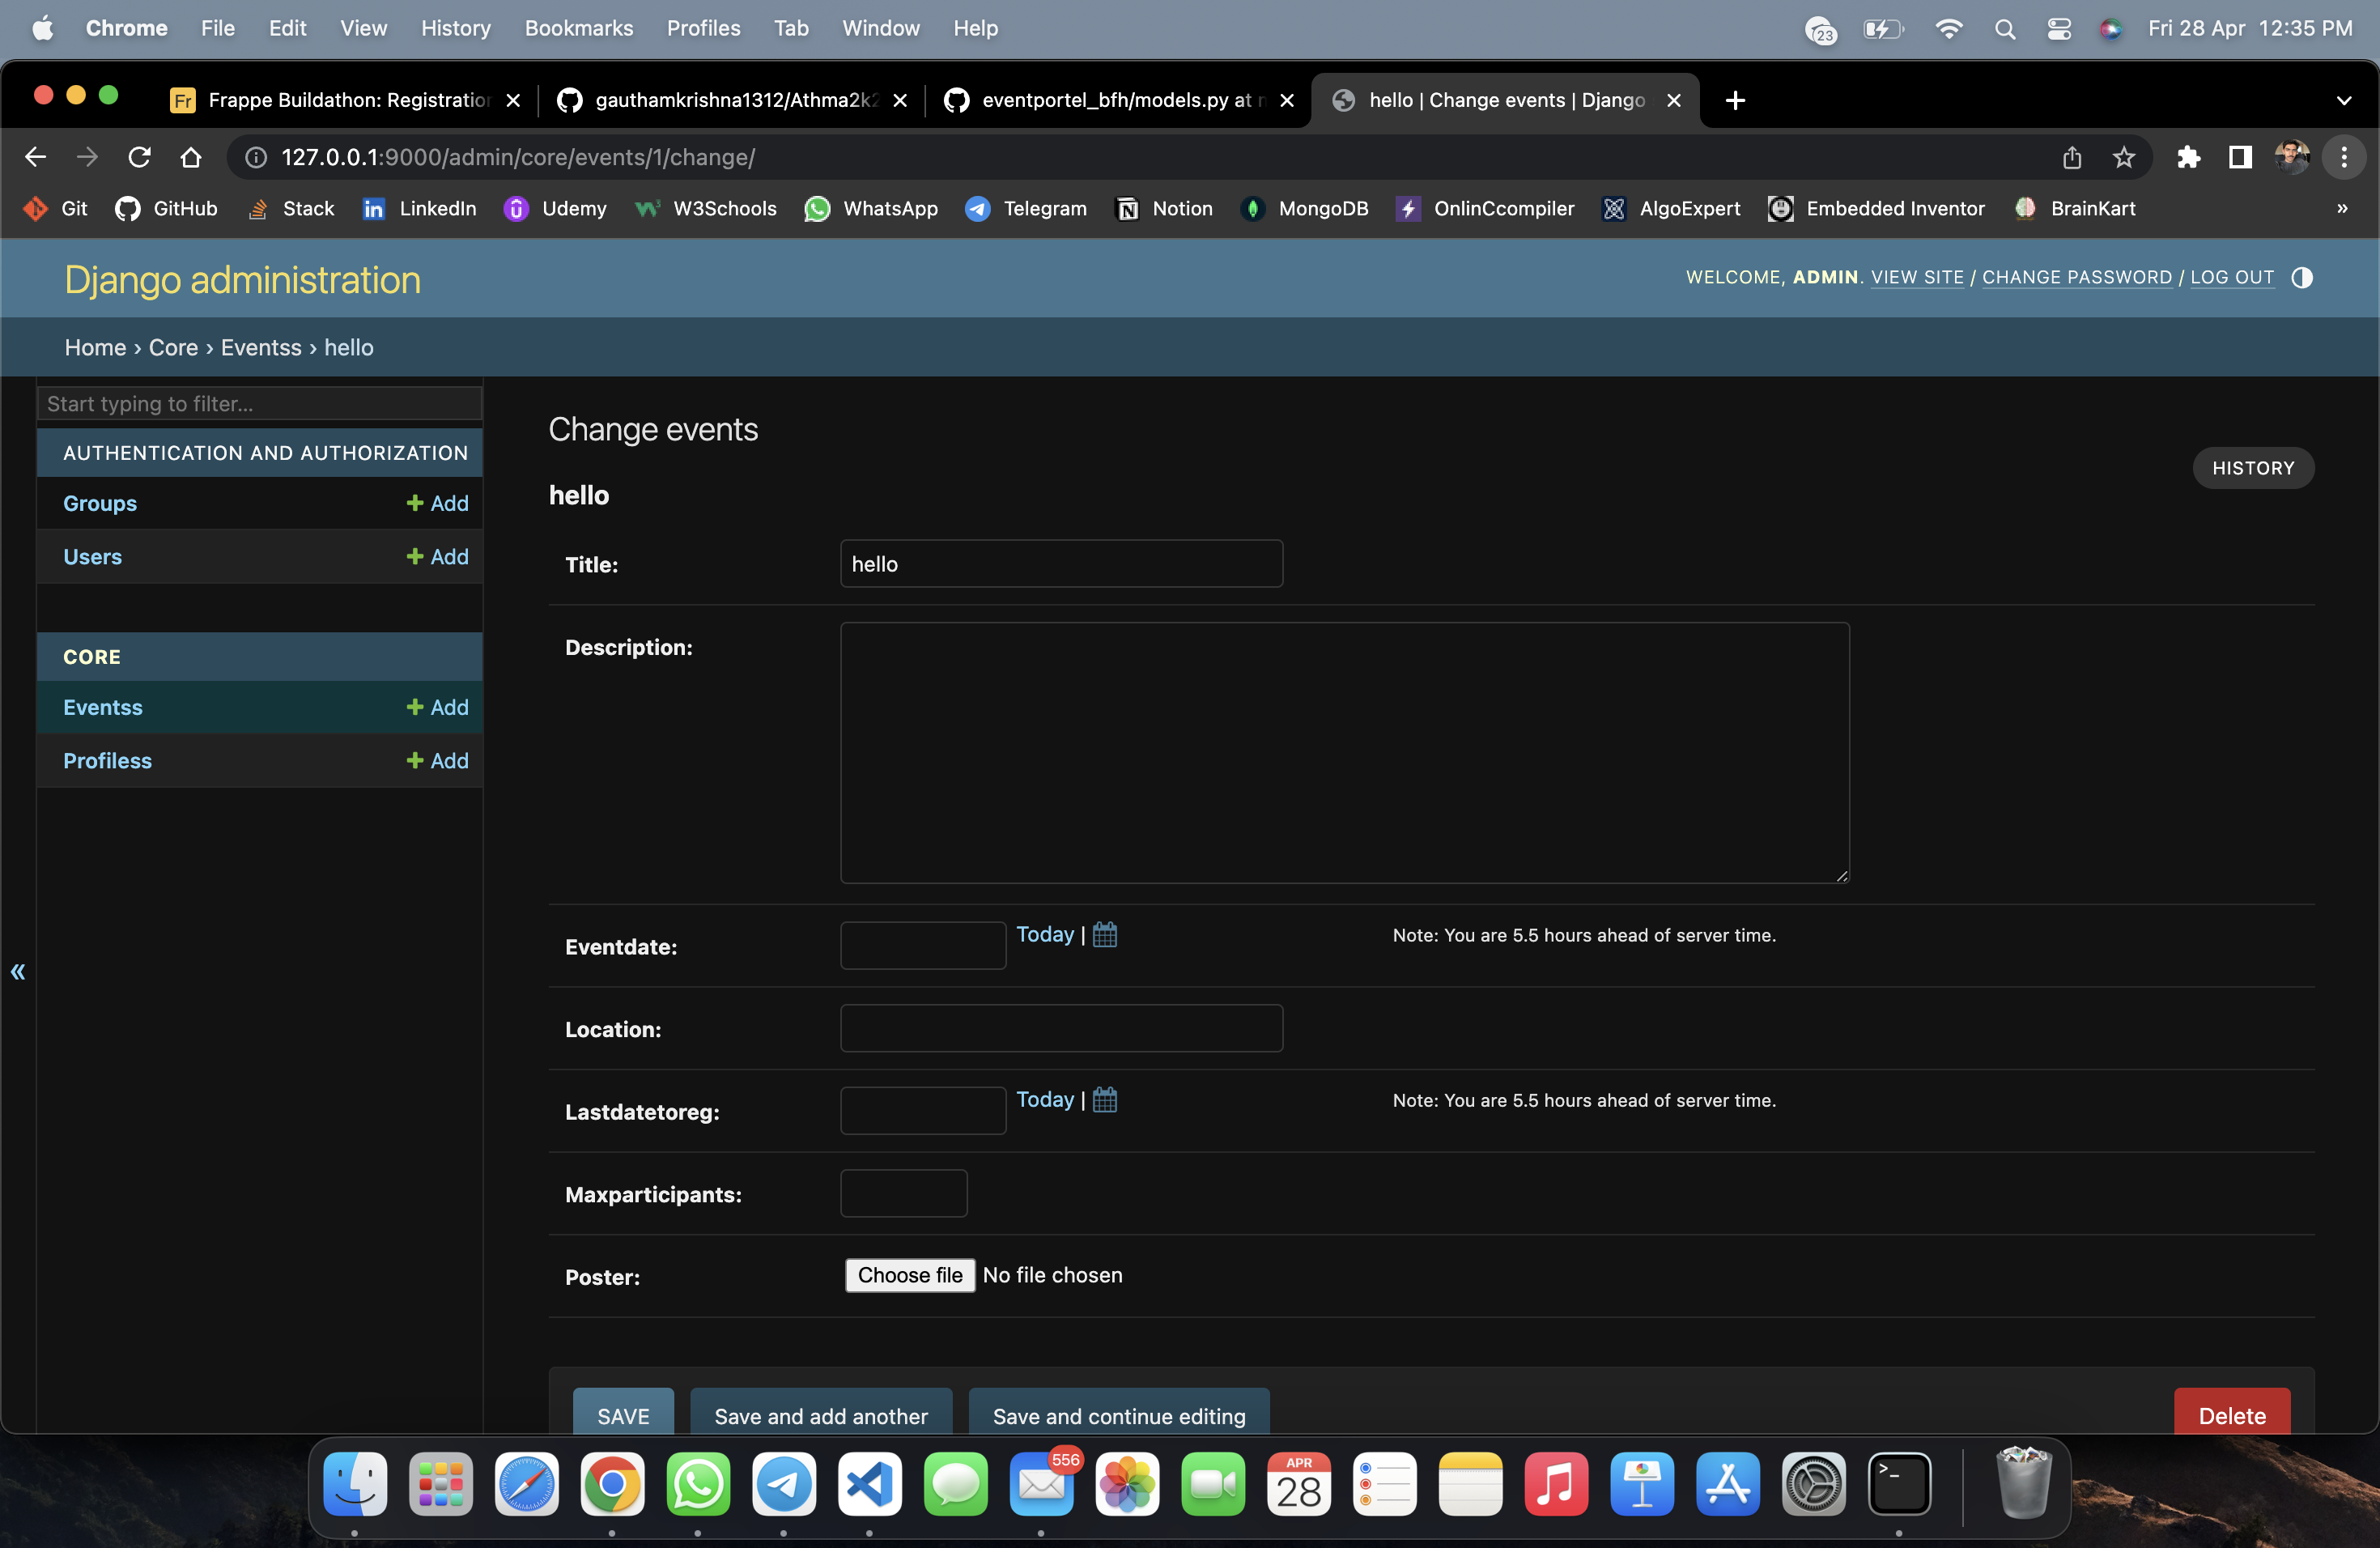 Chrome File Edit View History Bookmarks Profiles Tab Window Help 23 Fri 28 Apr 12:35 PM
Fr Frappe Buildathon: Registration gauthamkrishna1312/Athma2k2 eventportel_bfh/models.py at hello | Change events | Django
127.0.0.1:9000/admin/core/events/1/change/
Git GitHub Stack LinkedIn Udemy W3Schools WhatsApp Telegram Notion MongoDB OnlinCcompiler AlgoExpert Embedded Inventor BrainKart »
Django administration
WELCOME, ADMIN. VIEW SITE / CHANGE PASSWORD / LOG OUT
Home › Core › Eventss › hello
Start typing to filter...
AUTHENTICATION AND AUTHORIZATION
Groups + Add
Users + Add
CORE
Eventss + Add
Profiless + Add
«
Change events
HISTORY
hello
Title: hello
Description:
Eventdate: Today | Note: You are 5.5 hours ahead of server time.
Location:
Lastdatetoreg: Today | Note: You are 5.5 hours ahead of server time.
Maxparticipants:
Poster: Choose file No file chosen
SAVE Save and add another Save and continue editing Delete
556
APR
28